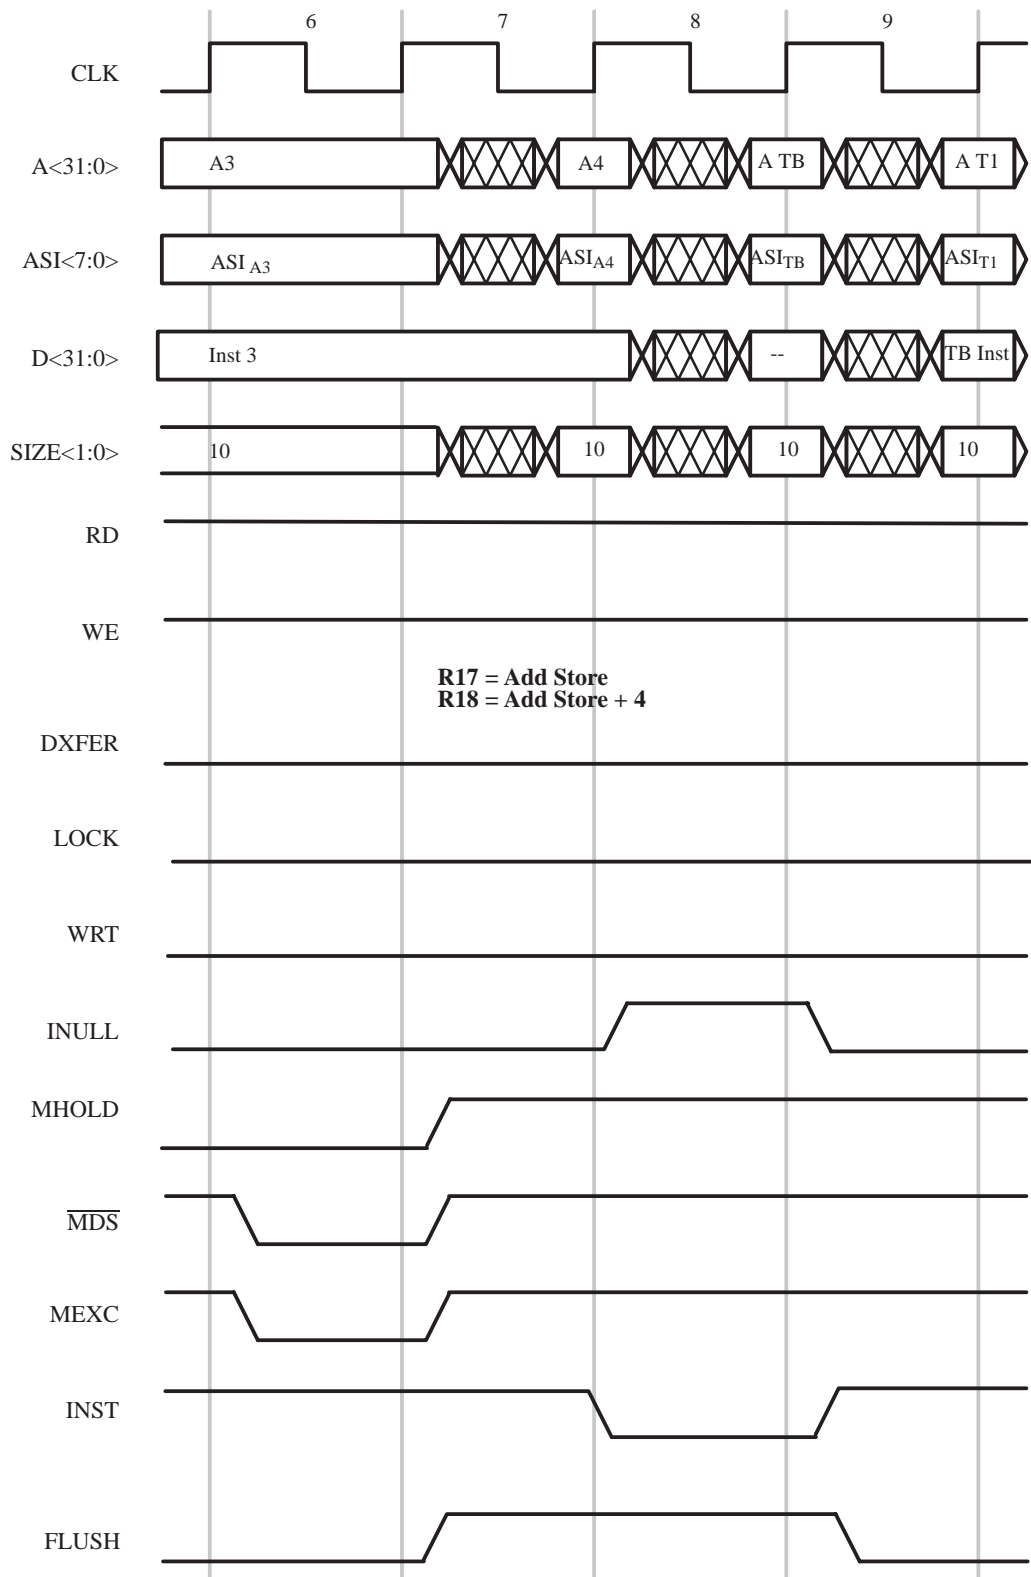 6 7 8 9
CLK
A<31:0> A3 A4 A TB A T1
ASI<7:0> ASI A3 ASIA4 ASITB ASIT1
D<31:0> Inst 3 -- TB Inst
SIZE<1:0> 10 10 10 10
RD
WE
R17 = Add Store
R18 = Add Store + 4
DXFER
LOCK
WRT
INULL
MHOLD
MDS
MEXC
INST
FLUSH